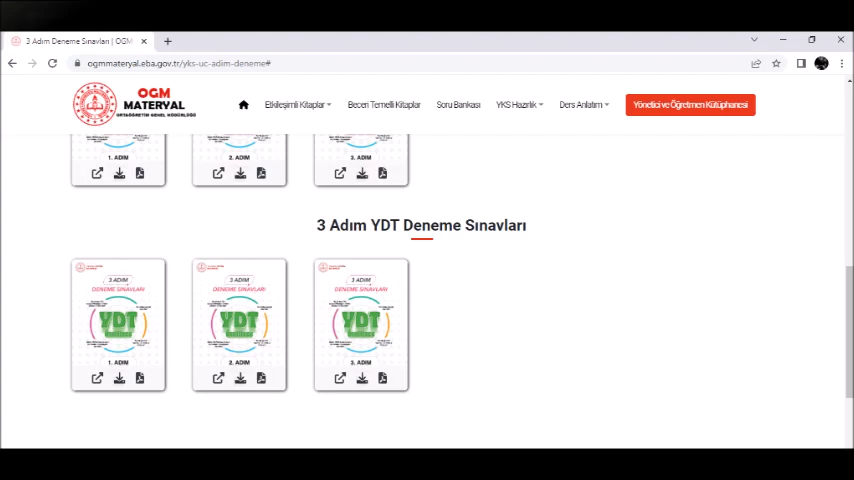 3 Adım Deneme Sınavları | OGM
ogmmateryal.eba.gov.tr/yks-uc-adim-deneme#
OGM
MATERYAL
ORTAÖĞRETİM GENEL MÜDÜRLÜĞÜ
Etkileşimli Kitaplar
Beceri Temelli Kitaplar
Soru Bankası
YKS Hazırlık
Ders Anlatım
Yönetici ve Öğretmen Kütüphanesi
1. ADIM
2. ADIM
3. ADIM
3 Adım YDT Deneme Sınavları
3 ADIM
DENEME SINAVLARI
YDT
1. ADIM
3 ADIM
DENEME SINAVLARI
YDT
2. ADIM
3 ADIM
DENEME SINAVLARI
YDT
3. ADIM